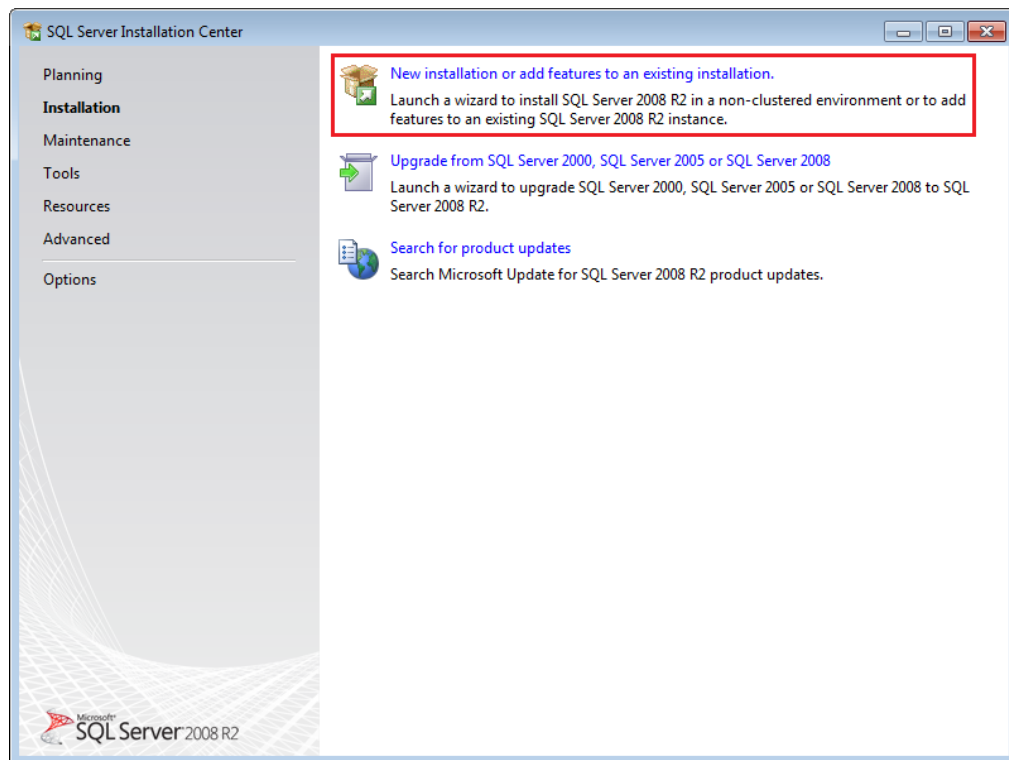 SQL Server Installation Center
Planning
Installation
Maintenance
Tools
Resources
Advanced
Options
New installation or add features to an existing installation.
Launch a wizard to install SQL Server 2008 R2 in a non-clustered environment or to add
features to an existing SQL Server 2008 R2 instance.
Upgrade from SQL Server 2000, SQL Server 2005 or SQL Server 2008
Launch a wizard to upgrade SQL Server 2000, SQL Server 2005 or SQL Server 2008 to SQL
Server 2008 R2.
Search for product updates
Search Microsoft Update for SQL Server 2008 R2 product updates.
Microsoft
SQL Server 2008 R2